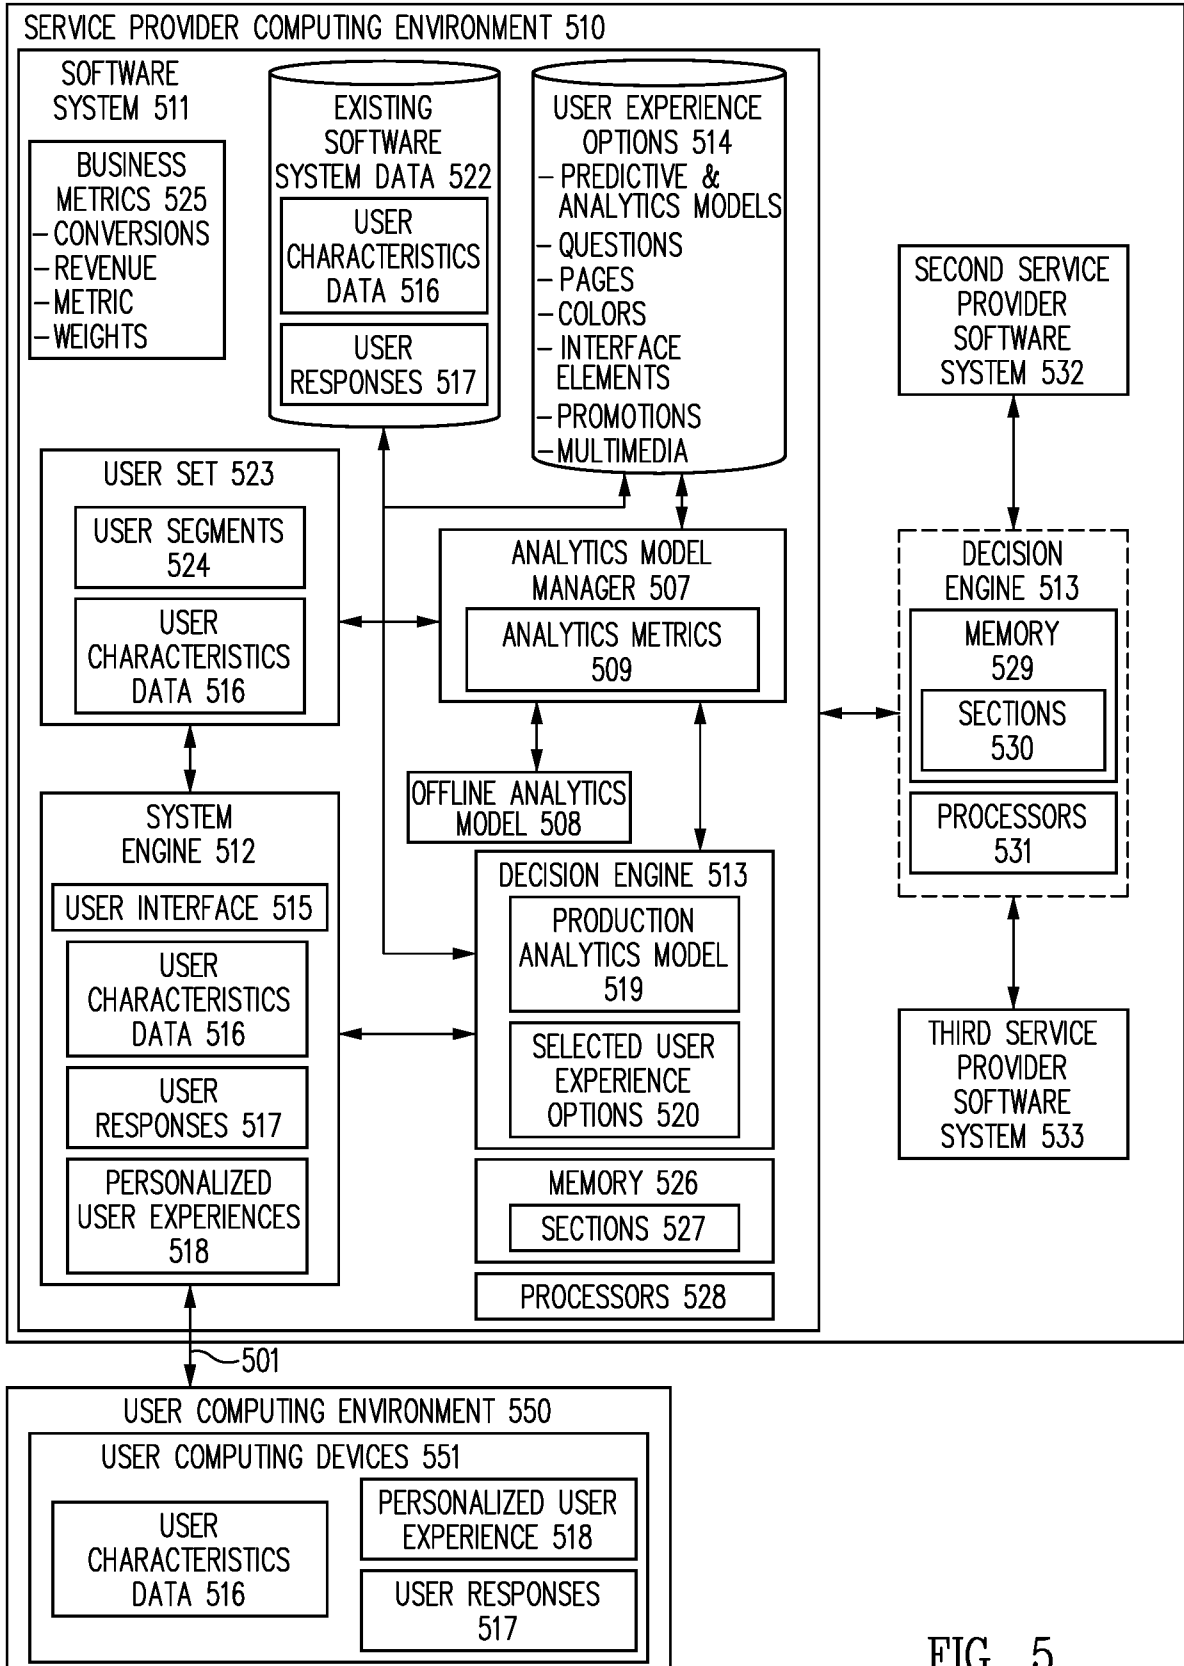 SERVICE PROVIDER COMPUTING ENVIRONMENT 510
SOFTWARE
SYSTEM 511
BUSINESS
METRICS 525
– CONVERSIONS
– REVENUE
– METRIC
– WEIGHTS
EXISTING
SOFTWARE
SYSTEM DATA 522
USER
CHARACTERISTICS
DATA 516
USER
RESPONSES 517
USER EXPERIENCE
OPTIONS 514
– PREDICTIVE &
ANALYTICS MODELS
– QUESTIONS
– PAGES
– COLORS
– INTERFACE
ELEMENTS
– PROMOTIONS
– MULTIMEDIA
USER SET 523
USER SEGMENTS
524
USER
CHARACTERISTICS
DATA 516
ANALYTICS MODEL
MANAGER 507
ANALYTICS METRICS
509
OFFLINE ANALYTICS
MODEL 508
SYSTEM
ENGINE 512
USER INTERFACE 515
USER
CHARACTERISTICS
DATA 516
USER
RESPONSES 517
PERSONALIZED
USER EXPERIENCES
518
DECISION ENGINE 513
PRODUCTION
ANALYTICS MODEL
519
SELECTED USER
EXPERIENCE
OPTIONS 520
MEMORY 526
SECTIONS 527
PROCESSORS 528
SECOND SERVICE
PROVIDER
SOFTWARE
SYSTEM 532
DECISION
ENGINE 513
MEMORY
529
SECTIONS
530
PROCESSORS
531
THIRD SERVICE
PROVIDER
SOFTWARE
SYSTEM 533
501
USER COMPUTING ENVIRONMENT 550
USER COMPUTING DEVICES 551
USER
CHARACTERISTICS
DATA 516
PERSONALIZED USER
EXPERIENCE 518
USER RESPONSES
517
FIG. 5